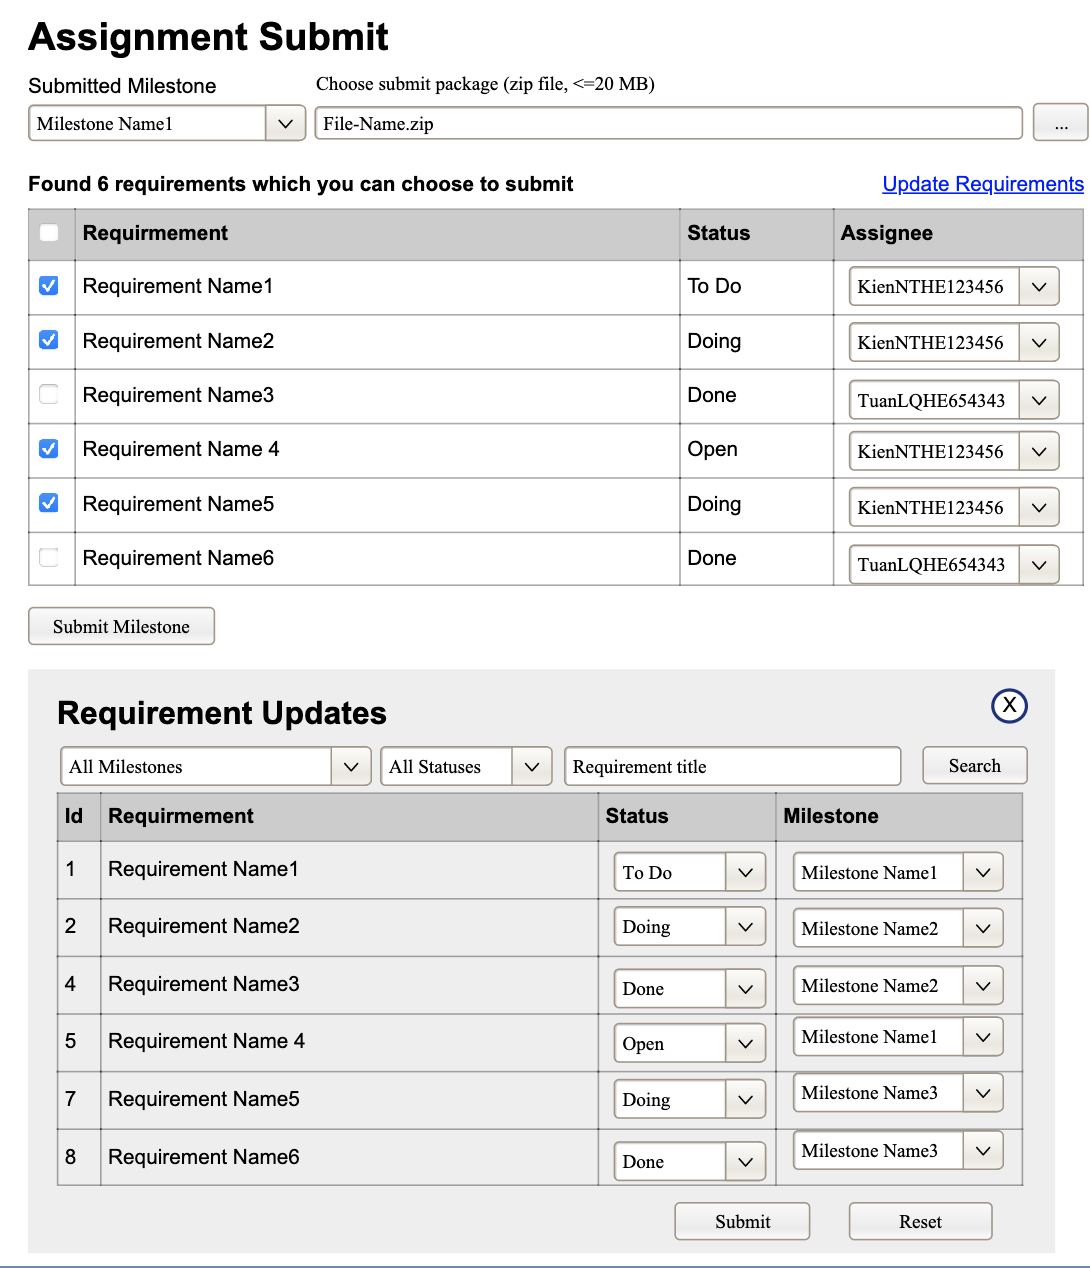 Assignment Submit
Submitted Milestone Choose submit package (zip file, <=20 MB)
Milestone Name1 File-Name.zip ...
Found 6 requirements which you can choose to submit Update Requirements
Requirmement Status Assignee
Requirement Name1 To Do KienNTHE123456
Requirement Name2 Doing KienNTHE123456
Requirement Name3 Done TuanLQHE654343
Requirement Name 4 Open KienNTHE123456
Requirement Name5 Doing KienNTHE123456
Requirement Name6 Done TuanLQHE654343
Submit Milestone
Requirement Updates X
All Milestones All Statuses Requirement title Search
Id Requirmement Status Milestone
1 Requirement Name1 To Do Milestone Name1
2 Requirement Name2 Doing Milestone Name2
4 Requirement Name3 Done Milestone Name2
5 Requirement Name 4 Open Milestone Name1
7 Requirement Name5 Doing Milestone Name3
8 Requirement Name6 Done Milestone Name3
Submit Reset